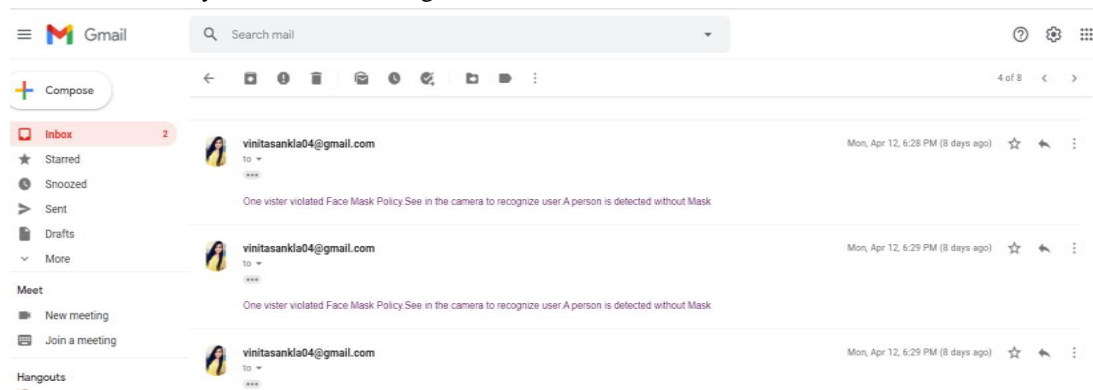 Gmail
Search mail
Compose
4 of 8
Inbox 2
Starred
Snoozed
Sent
Drafts
More
Meet
New meeting
Join a meeting
Hangouts
vinitasankla04@gmail.com Mon, Apr 12, 6:28 PM (8 days ago)
to
One vister violated Face Mask Policy.See in the camera to recognize user.A person is detected without Mask
vinitasankla04@gmail.com Mon, Apr 12, 6:29 PM (8 days ago)
to
One vister violated Face Mask Policy.See in the camera to recognize user.A person is detected without Mask
vinitasankla04@gmail.com Mon, Apr 12, 6:29 PM (8 days ago)
to